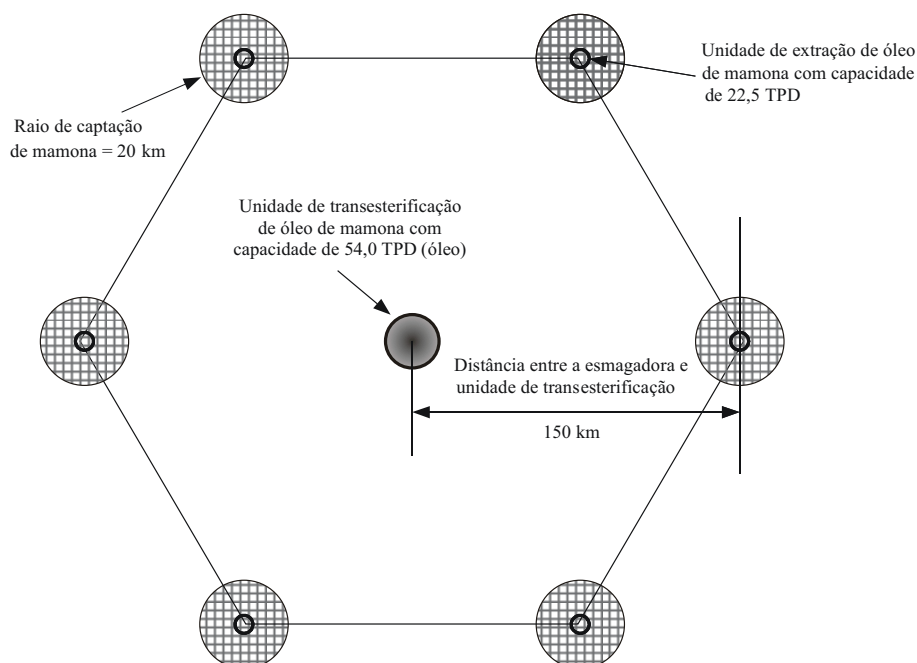 Unidade de extração de óleo
de mamona com capacidade
de 22,5 TPD
Raio de captação
de mamona = 20 km
Unidade de transesterificação
de óleo de mamona com
capacidade de 54,0 TPD (óleo)
Distância entre a esmagadora e
unidade de transesterificação
150 km